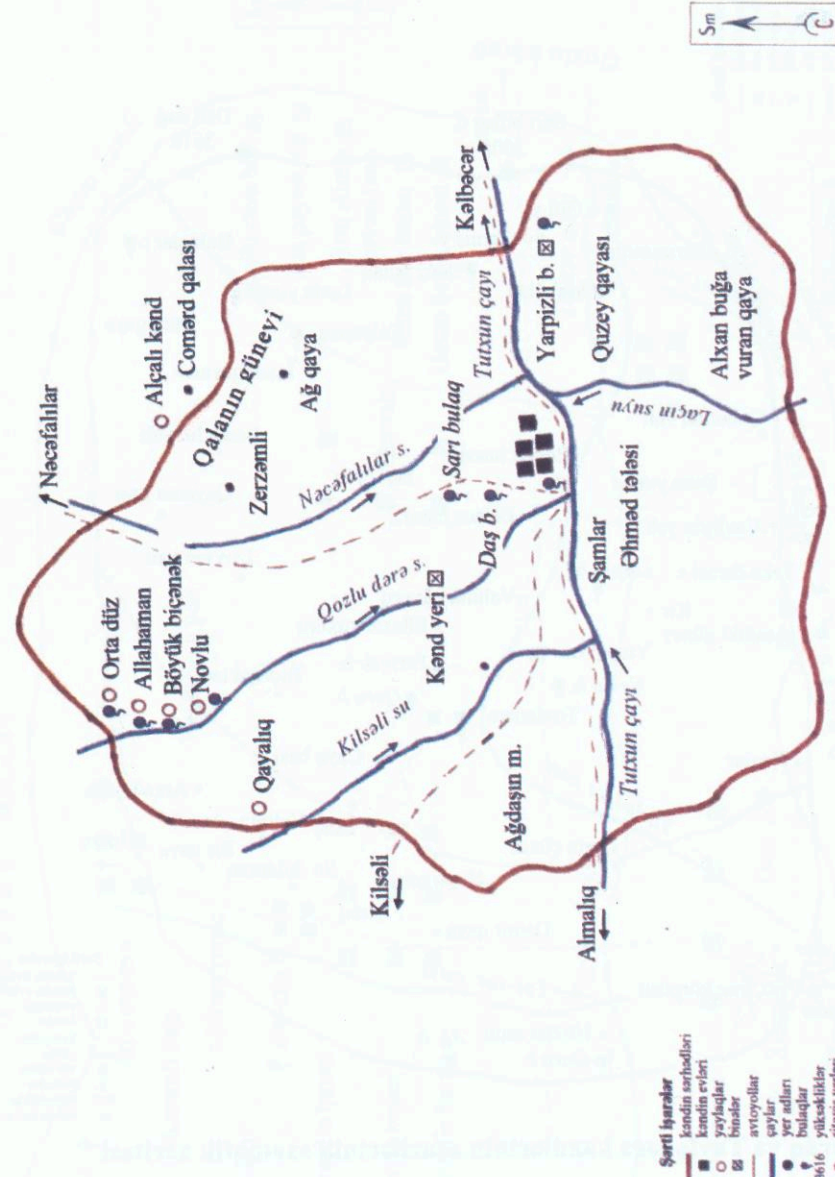 Nəcəfalılar
Alçalı kənd
Comərd qalası
Orta düz
Allahaman
Böyük biçənək
Novlu
Qalanın güneyi
Zerzəmli
Ağ qaya
Qayalıq
Nəcəfalılar s.
Qozlu dərə s.
Kilsəli su
Kənd yeri
Sarı bulaq
Daş b.
Kəlbəcər
Tutxun çayı
Kilsəli
Ağdaşın m.
Yarpizli b.
Quzey qayası
Şamlar
Əhməd tələsi
Laçın suyu
Almalıq
Tutxun çayı
Alxan buğa
vuran qaya
Şm
C
Şərti işarələr
kəndin sərhədləri
kəndin evləri
yaylaqlar
binələr
avtoyollar
çaylar
yer adları
bulaqlar
yüksəkliklər